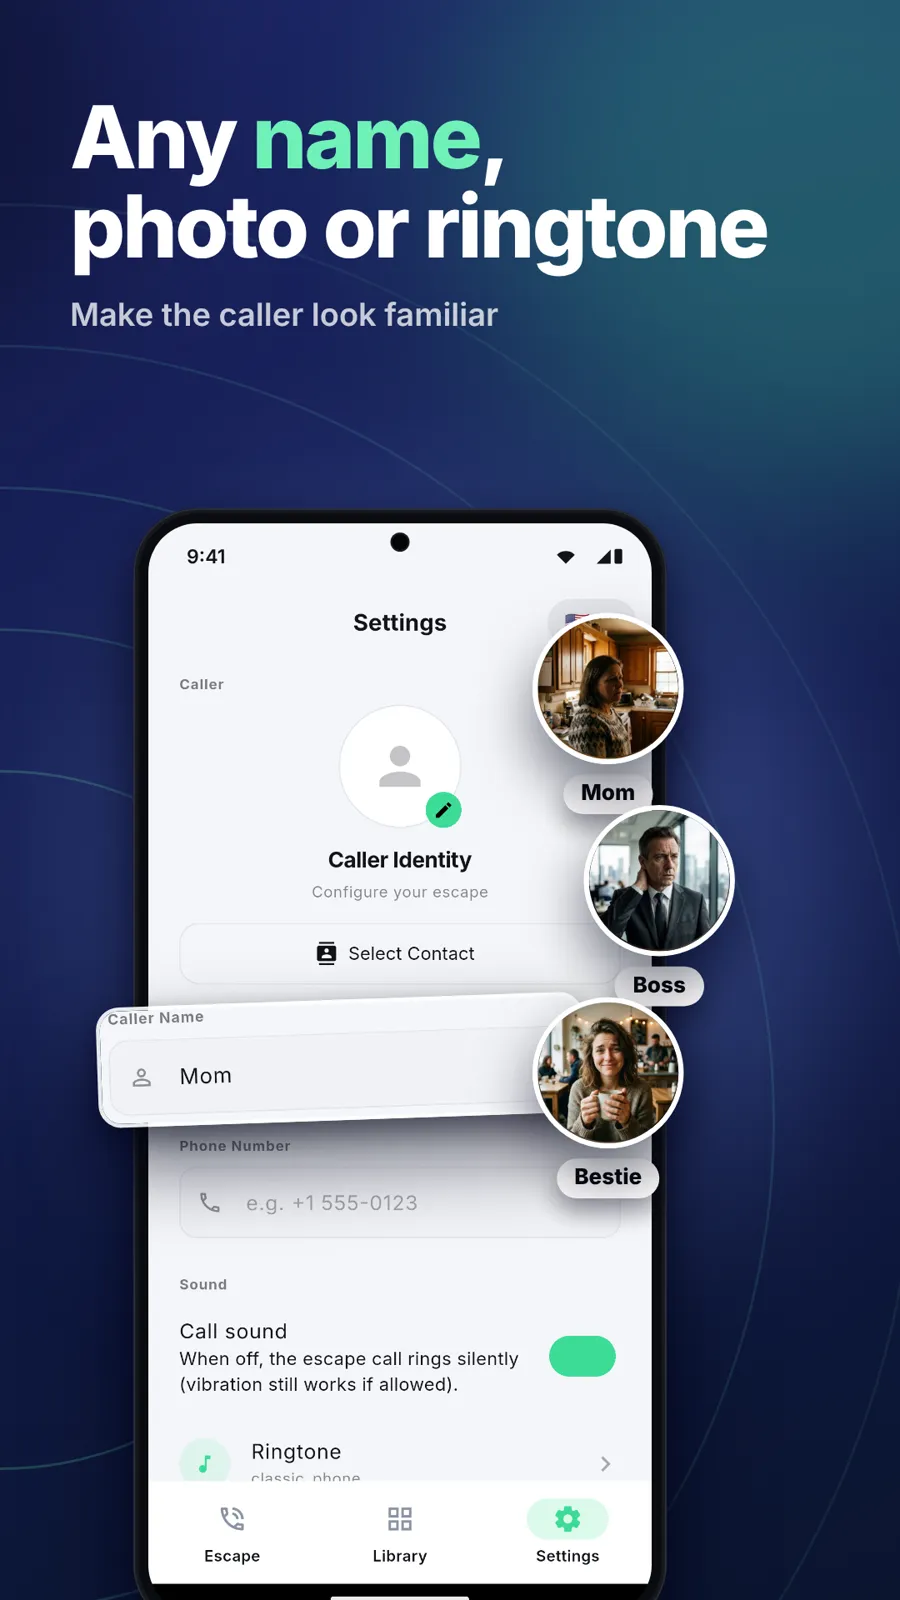 Any name,
photo or ringtone
Make the caller look familiar
9:41
Settings
Caller
Mom
Caller Identity
Configure your escape
Boss
Select Contact
Caller Name
Mom
Bestie
Phone Number
e.g. +1 555-0123
Sound
Call sound
When off, the escape call rings silently
(vibration still works if allowed).
Ringtone
classic_phone
Escape
Library
Settings